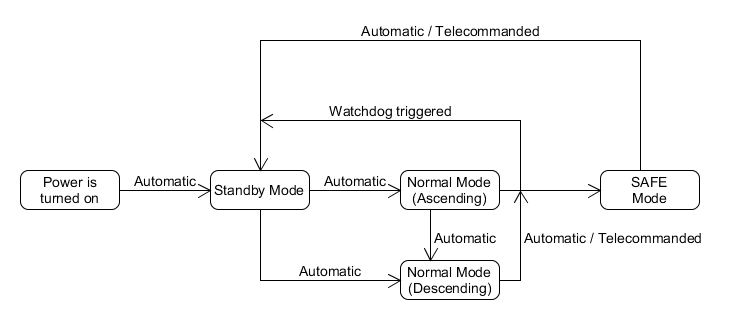 Automatic / Telecommanded
Watchdog triggered
Power is
turned on
Automatic
Standby Mode
Automatic
Normal Mode
(Ascending)
SAFE
Mode
Automatic
Automatic / Telecommanded
Automatic
Normal Mode
(Descending)